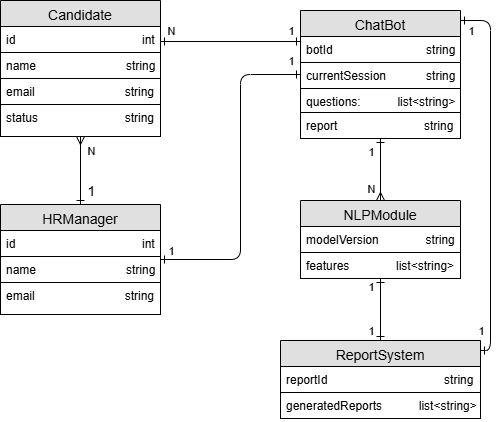 Candidate
id int
name string
email string
status string
N
1
ChatBot
botId string
currentSession string
questions: list<string>
report string
1
1
N
1
HRManager
id int
name string
email string
1
1
N
NLPModule
modelVersion string
features list<string>
1
1
1
ReportSystem
reportId string
generatedReports list<string>